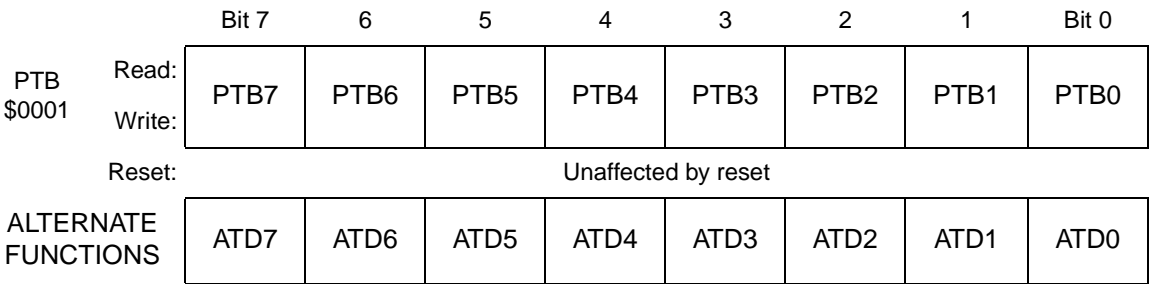 Bit 7 6 5 4 3 2 1 Bit 0
PTB
$0001
Read:
Write:
PTB7 PTB6 PTB5 PTB4 PTB3 PTB2 PTB1 PTB0
Reset: Unaffected by reset
ALTERNATE
FUNCTIONS
ATD7 ATD6 ATD5 ATD4 ATD3 ATD2 ATD1 ATD0